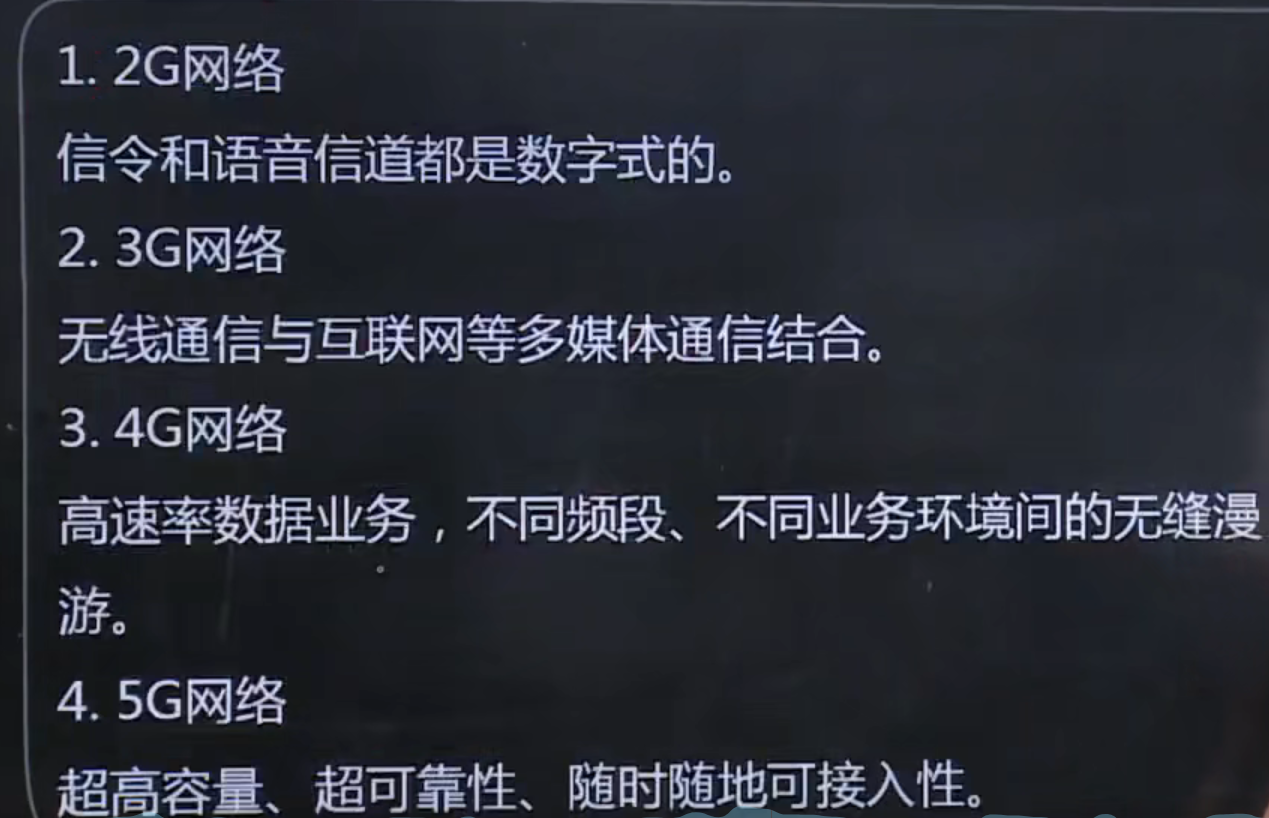 1. 2G网络
信令和语音信道都是数字式的。
2. 3G网络
无线通信与互联网等多媒体通信结合。
3. 4G网络
高速率数据业务，不同频段、不同业务环境间的无缝漫
游。
4. 5G网络
超高容量、超可靠性、随时随地可接入性。